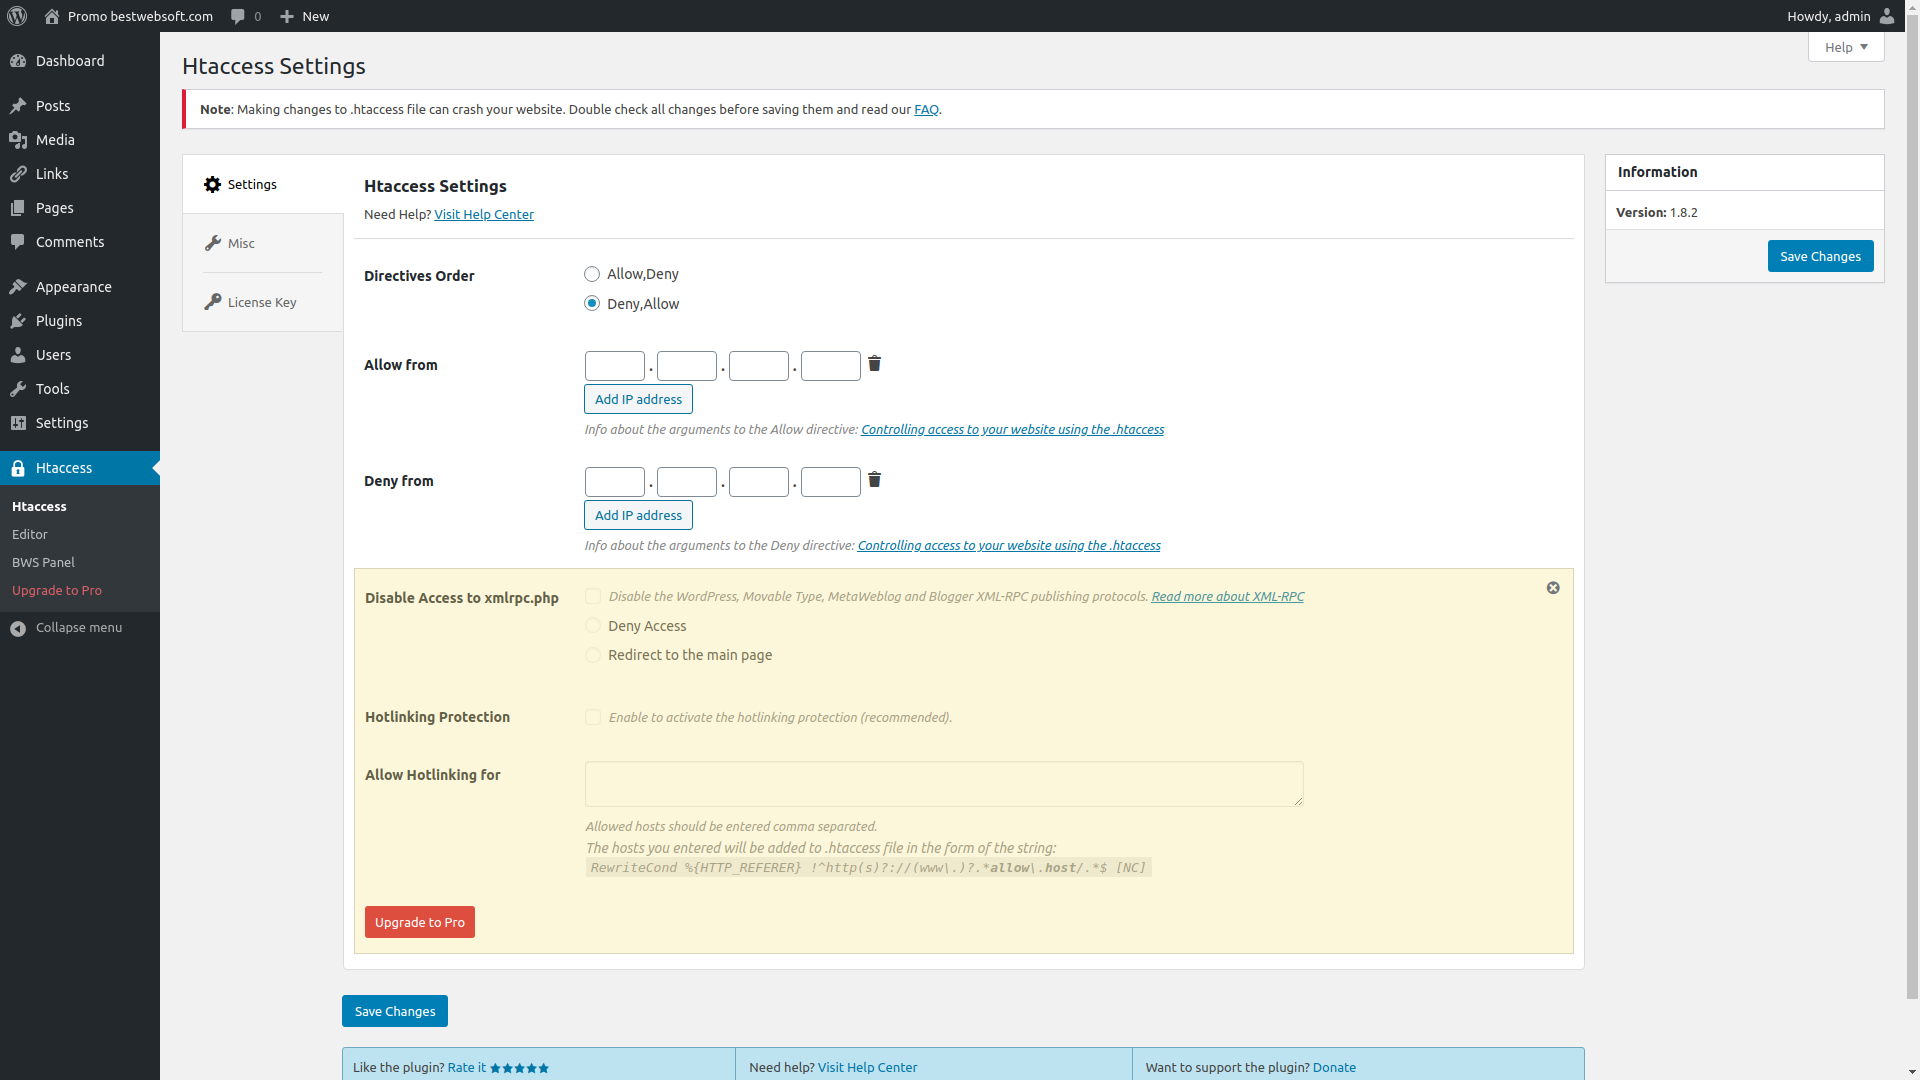 Promo bestwebsoft.com 0 New Howdy, admin
Help
Dashboard
Posts
Media
Links
Pages
Comments
Appearance
Plugins
Users
Tools
Settings
Htaccess
Htaccess
Editor
BWS Panel
Upgrade to Pro
Collapse menu
Htaccess Settings
Note: Making changes to .htaccess file can crash your website. Double check all changes before saving them and read our FAQ.
Settings
Misc
License Key
Htaccess Settings
Need Help? Visit Help Center
Directives Order
Allow,Deny
Deny,Allow
Allow from
. . .
Add IP address
Info about the arguments to the Allow directive: Controlling access to your website using the .htaccess
Deny from
. . .
Add IP address
Info about the arguments to the Deny directive: Controlling access to your website using the .htaccess
Disable Access to xmlrpc.php
Disable the WordPress, Movable Type, MetaWeblog and Blogger XML-RPC publishing protocols. Read more about XML-RPC
Deny Access
Redirect to the main page
Hotlinking Protection
Enable to activate the hotlinking protection (recommended).
Allow Hotlinking for
Allowed hosts should be entered comma separated.
The hosts you entered will be added to .htaccess file in the form of the string:
RewriteCond %{HTTP_REFERER} !^http(s)?://(www\.)?.*allow\.host/.*$ [NC]
Upgrade to Pro
Save Changes
Like the plugin? Rate it ★★★★★
Need help? Visit Help Center
Want to support the plugin? Donate
Information
Version: 1.8.2
Save Changes